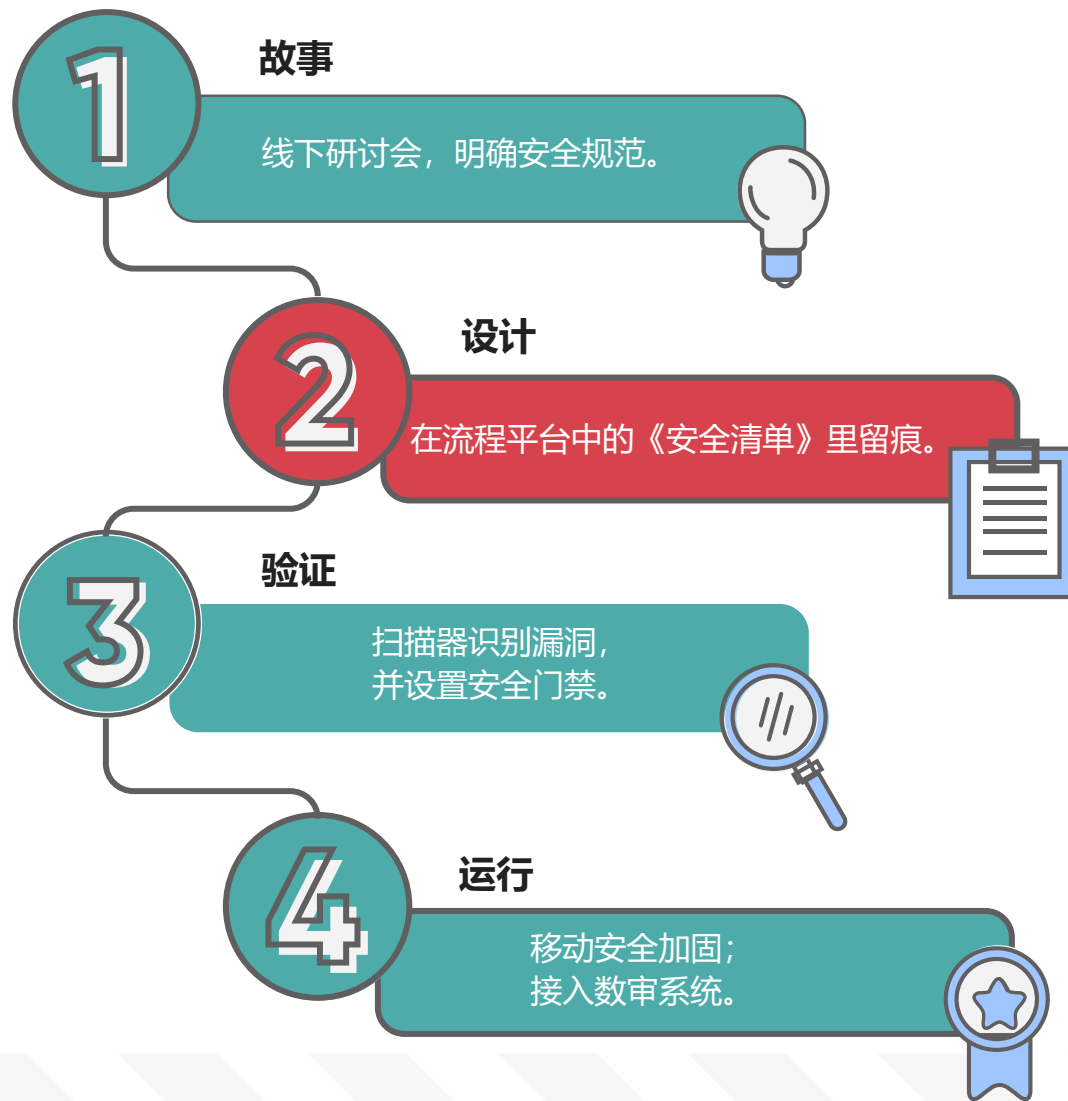 1
故事
线下研讨会，明确安全规范。
2
设计
在流程平台中的《安全清单》里留痕。
3
验证
扫描器识别漏洞，
并设置安全门禁。
4
运行
移动安全加固；
接入数审系统。